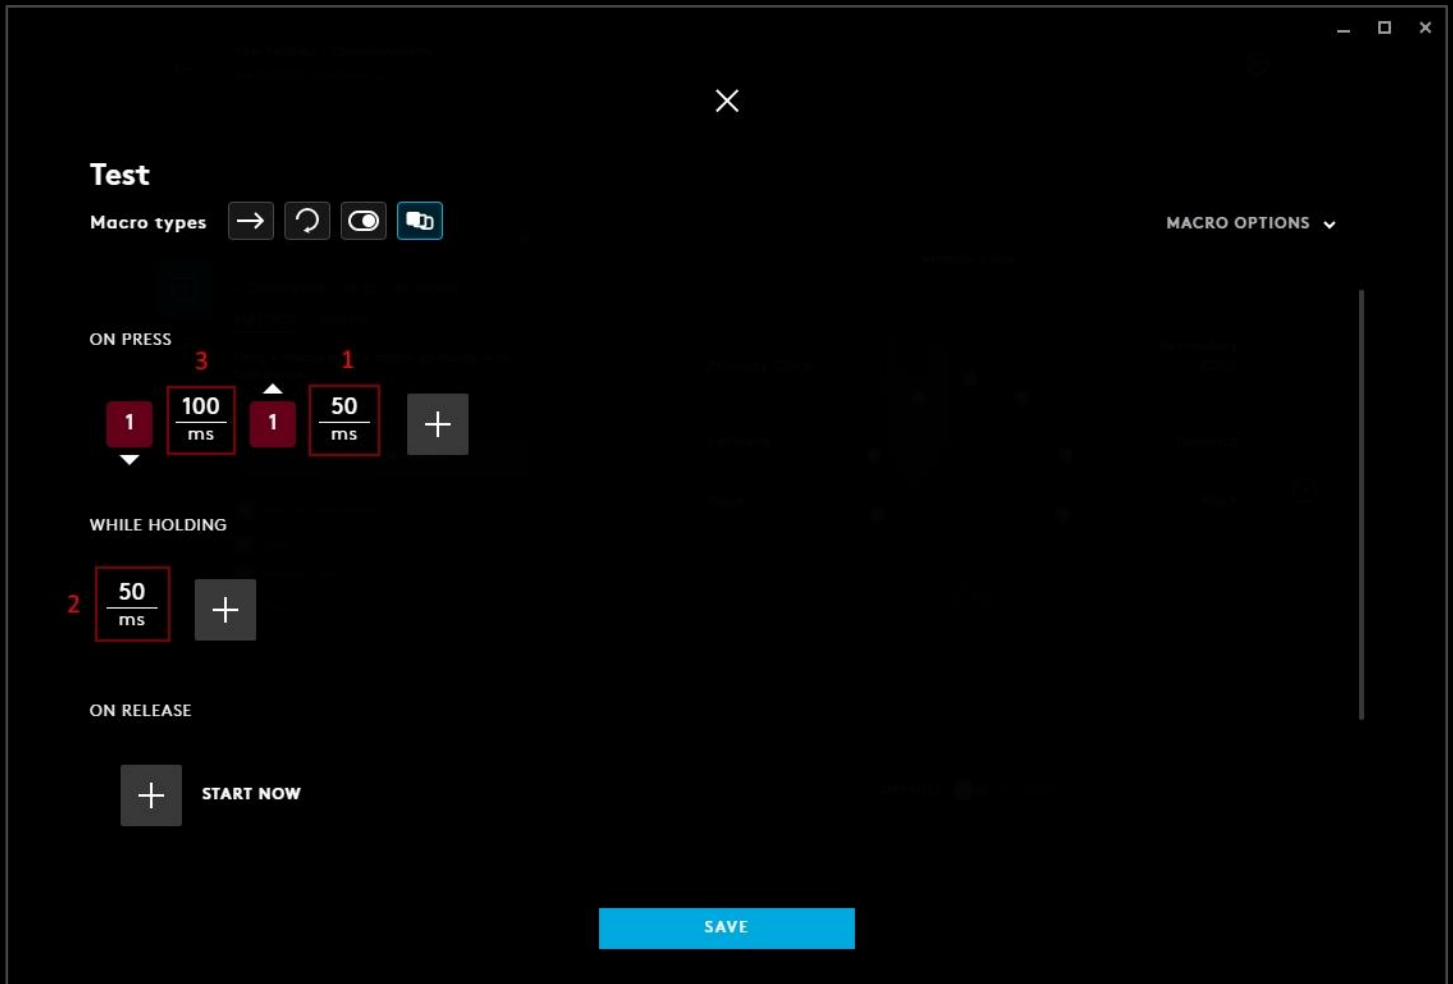 Test
Macro types
MACRO OPTIONS
ON PRESS
3 1
1 100 ms 1 50 ms +
WHILE HOLDING
2 50 ms +
ON RELEASE
+ START NOW
SAVE